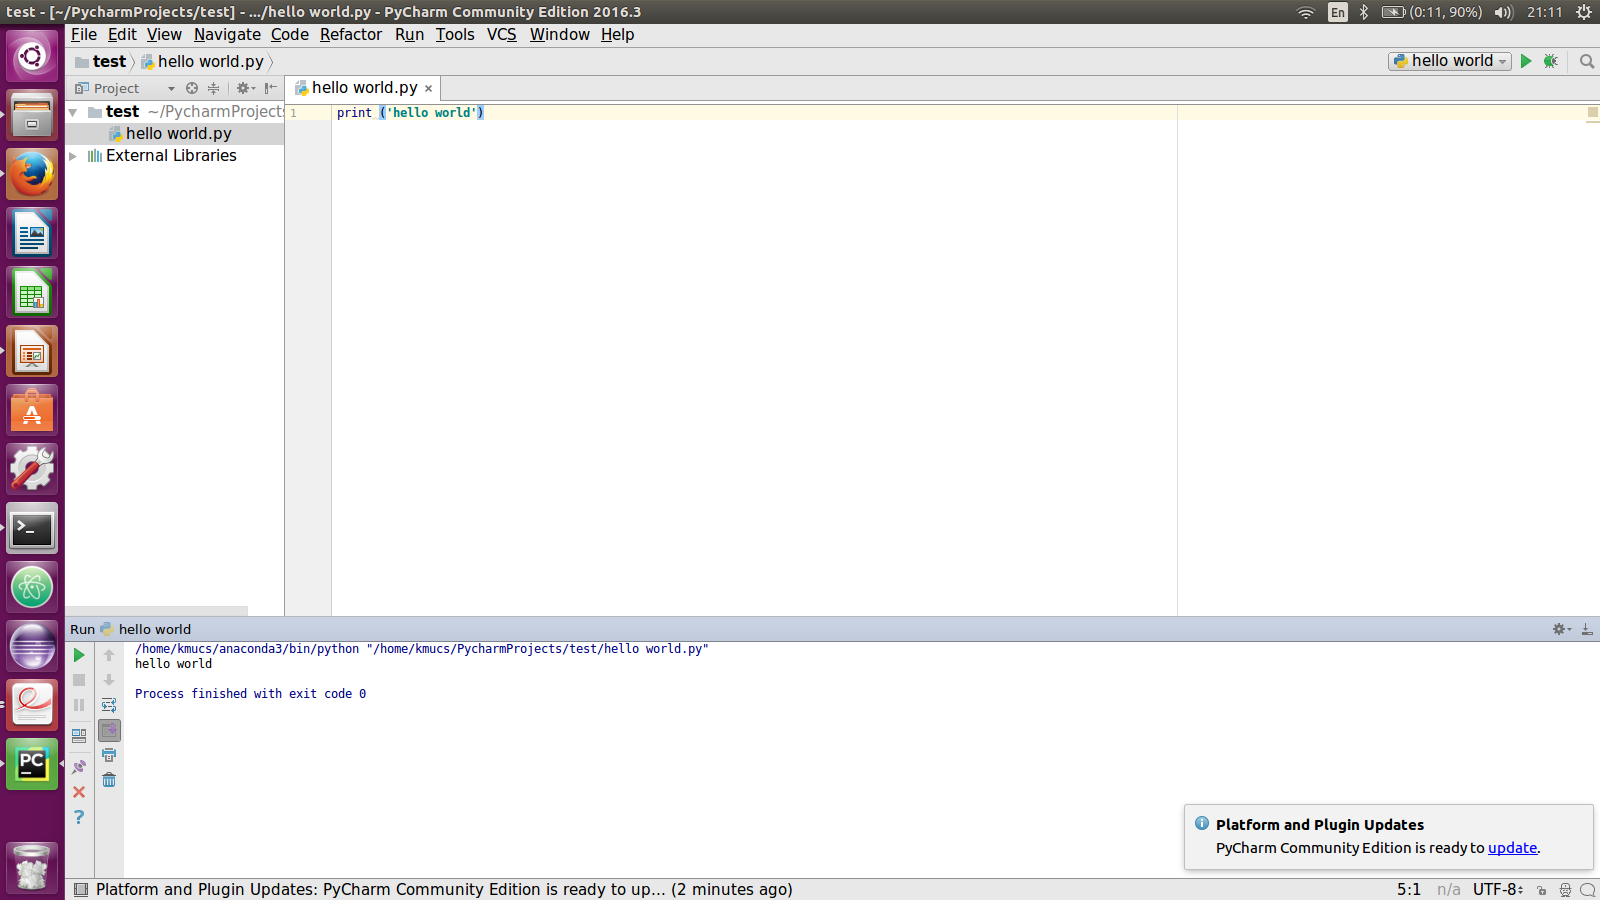 test - [~/PycharmProjects/test] - .../hello world.py - PyCharm Community Edition 2016.3
En (0:11, 90%) 21:11
File Edit View Navigate Code Refactor Run Tools VCS Window Help
test hello world.py
hello world
Project
hello world.py
test ~/PycharmProjects
hello world.py
External Libraries
1 print ('hello world')
Run hello world
/home/kmucs/anaconda3/bin/python "/home/kmucs/PycharmProjects/test/hello world.py"
hello world
Process finished with exit code 0
PC
Platform and Plugin Updates
PyCharm Community Edition is ready to update.
Platform and Plugin Updates: PyCharm Community Edition is ready to up... (2 minutes ago)
5:1 n/a UTF-8